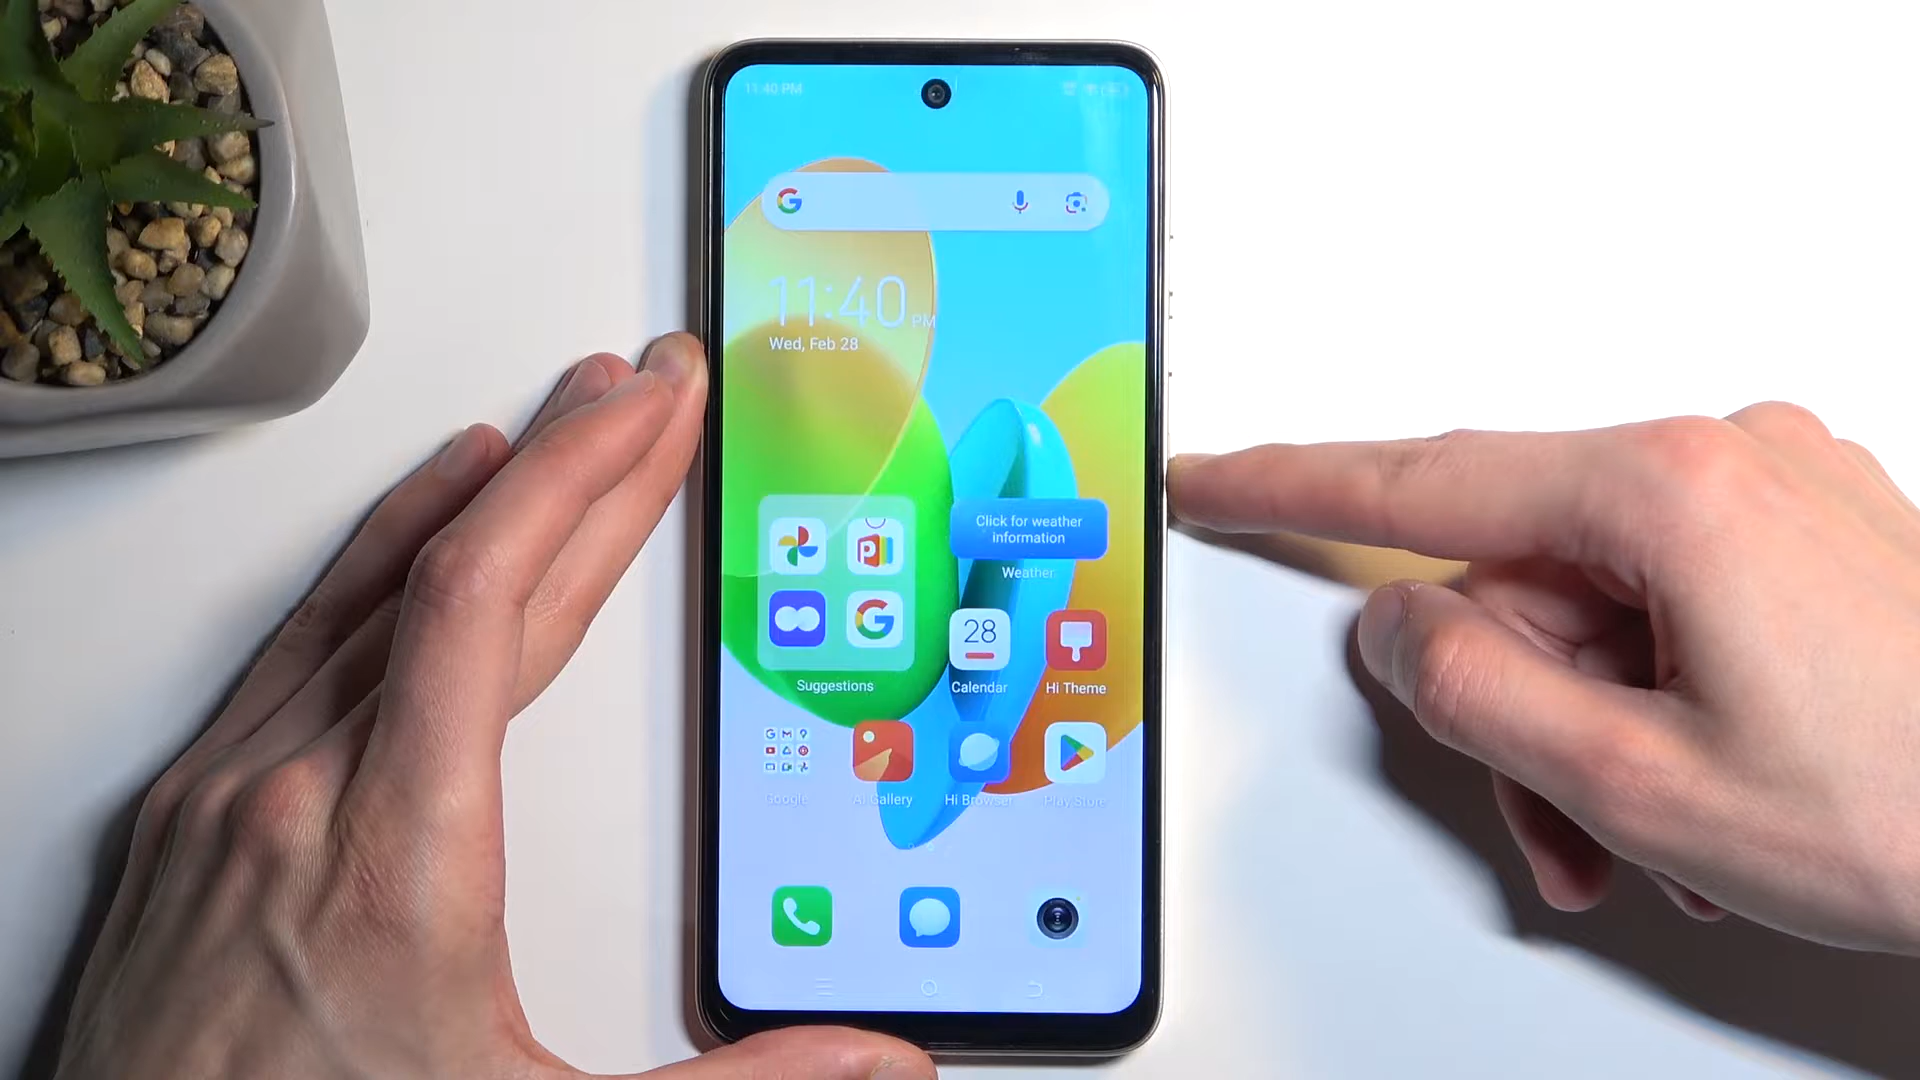 11:40 PM
11:40 PM
Wed, Feb 28
Click for weather
information
Weather
28
Suggestions
Calendar
Hi Theme
Google
AI Gallery
Hi Browser
Play Store